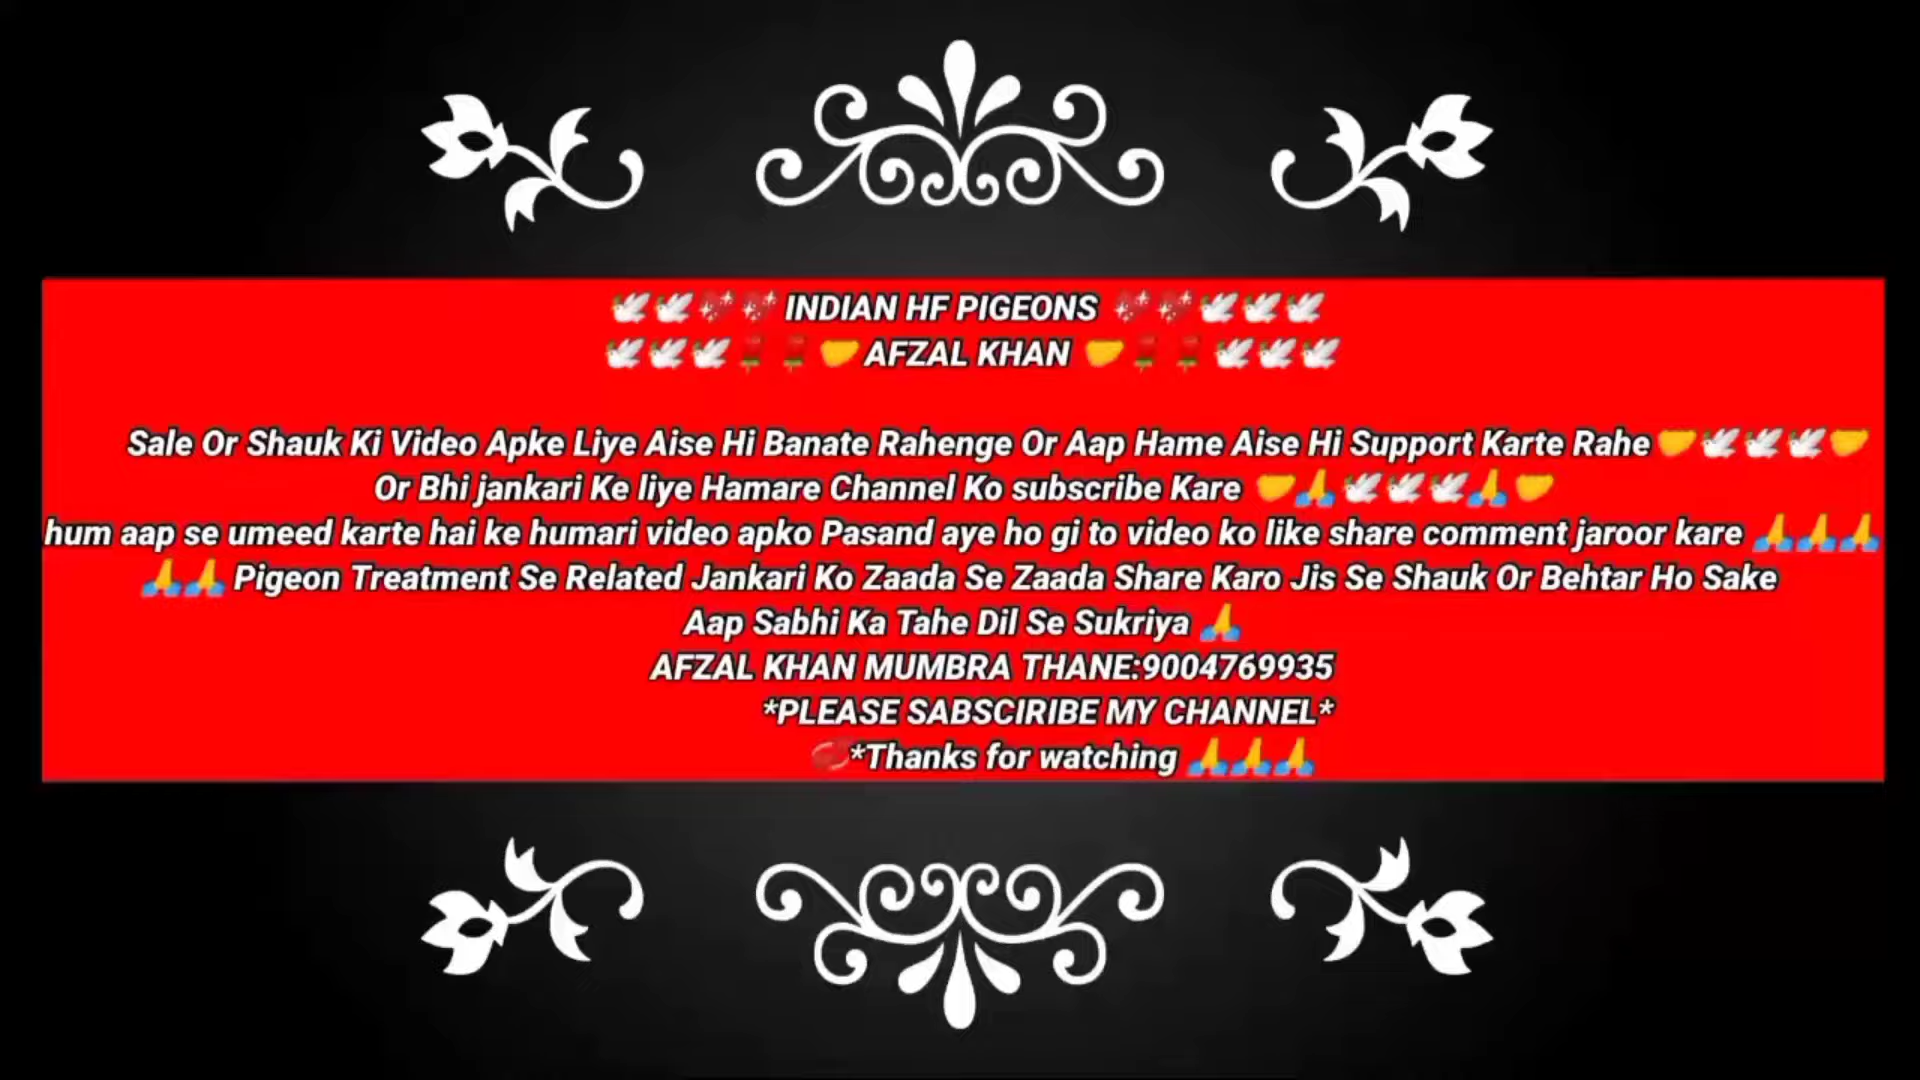 🕊🕊💖💖 INDIAN HF PIGEONS 💖💖🕊🕊🕊
🕊🕊🕊🌹🌹🤝AFZAL KHAN 🤝🌹🌹🕊🕊🕊
Sale Or Shauk Ki Video Apke Liye Aise Hi Banate Rahenge Or Aap Hame Aise Hi Support Karte Rahe🤝🕊🕊🕊🤝
Or Bhi jankari Ke liye Hamare Channel Ko subscribe Kare 🤝🙏🕊🕊🕊🙏🤝
hum aap se umeed karte hai ke humari video apko Pasand aye ho gi to video ko like share comment jaroor kare 🙏🙏🙏
🙏🙏 Pigeon Treatment Se Related Jankari Ko Zaada Se Zaada Share Karo Jis Se Shauk Or Behtar Ho Sake
Aap Sabhi Ka Tahe Dil Se Sukriya 🙏
AFZAL KHAN MUMBRA THANE:9004769935
*PLEASE SABSCIRIBE MY CHANNEL*
💞*Thanks for watching 🙏🙏🙏